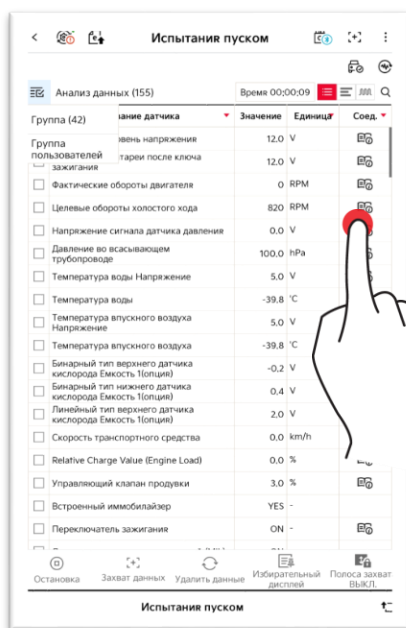 Испытания пуском
Анализ данных (155) Время 00;00;09
Группа (42)
Группа
пользователей
вание датчика Значение Единица Соед.
вень напряжения 12.0 V
тареи после ключа
зажигания 12.0 V
Фактические обороты двигателя 0 RPM
Целевые обороты холостого хода 820 RPM
Напряжение сигнала датчика давления 0.0 V
Давление во всасывающем
трубопроводе 100.0 hPa
Температура воды Напряжение 5.0 V
Температура воды -39.8 °C
Температура впускного воздуха
Напряжение 5.0 V
Температура впускного воздуха -39.8 °C
Бинарный тип верхнего датчика
кислорода Емкость 1(опция) -0.2 V
Бинарный тип нижнего датчика
кислорода Емкость 1(опция) 0.4 V
Линейный тип верхнего датчика
кислорода Емкость 1(опция) 2.0 V
Скорость транспортного средства 0.0 km/h
Relative Charge Value (Engine Load) 0.0 %
Управляющий клапан продувки 3.0 %
Встроенный иммобилайзер YES -
Переключатель зажигания ON -
Остановка Захват данных Удалить данные Избирательный дисплей Полоса захват ВЫКЛ.
Испытания пуском